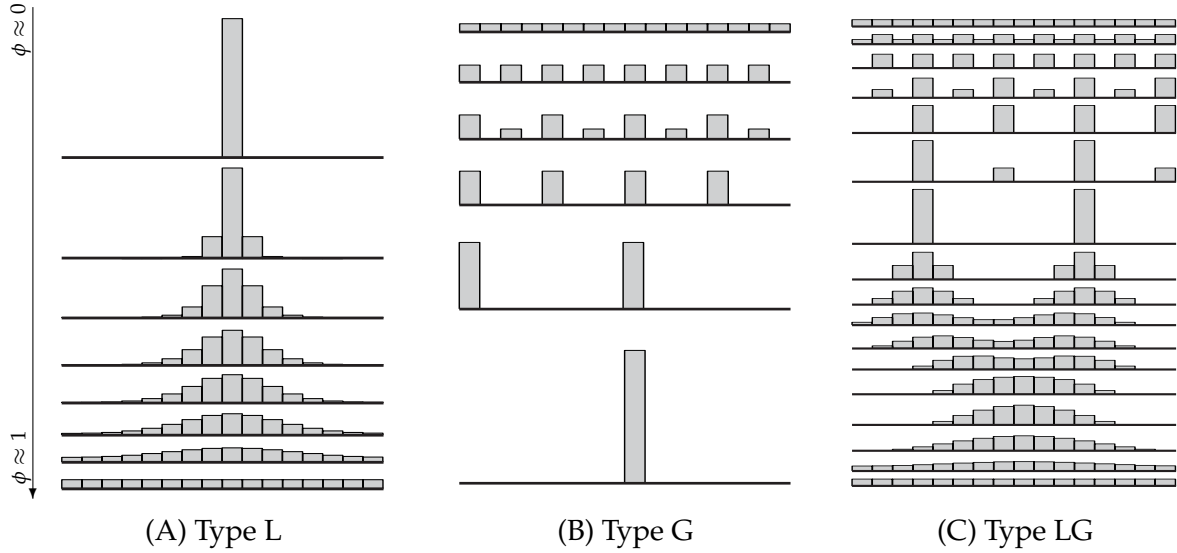 ϕ ≈ 0
ϕ ≈ 1
(A) Type L
(B) Type G
(C) Type LG